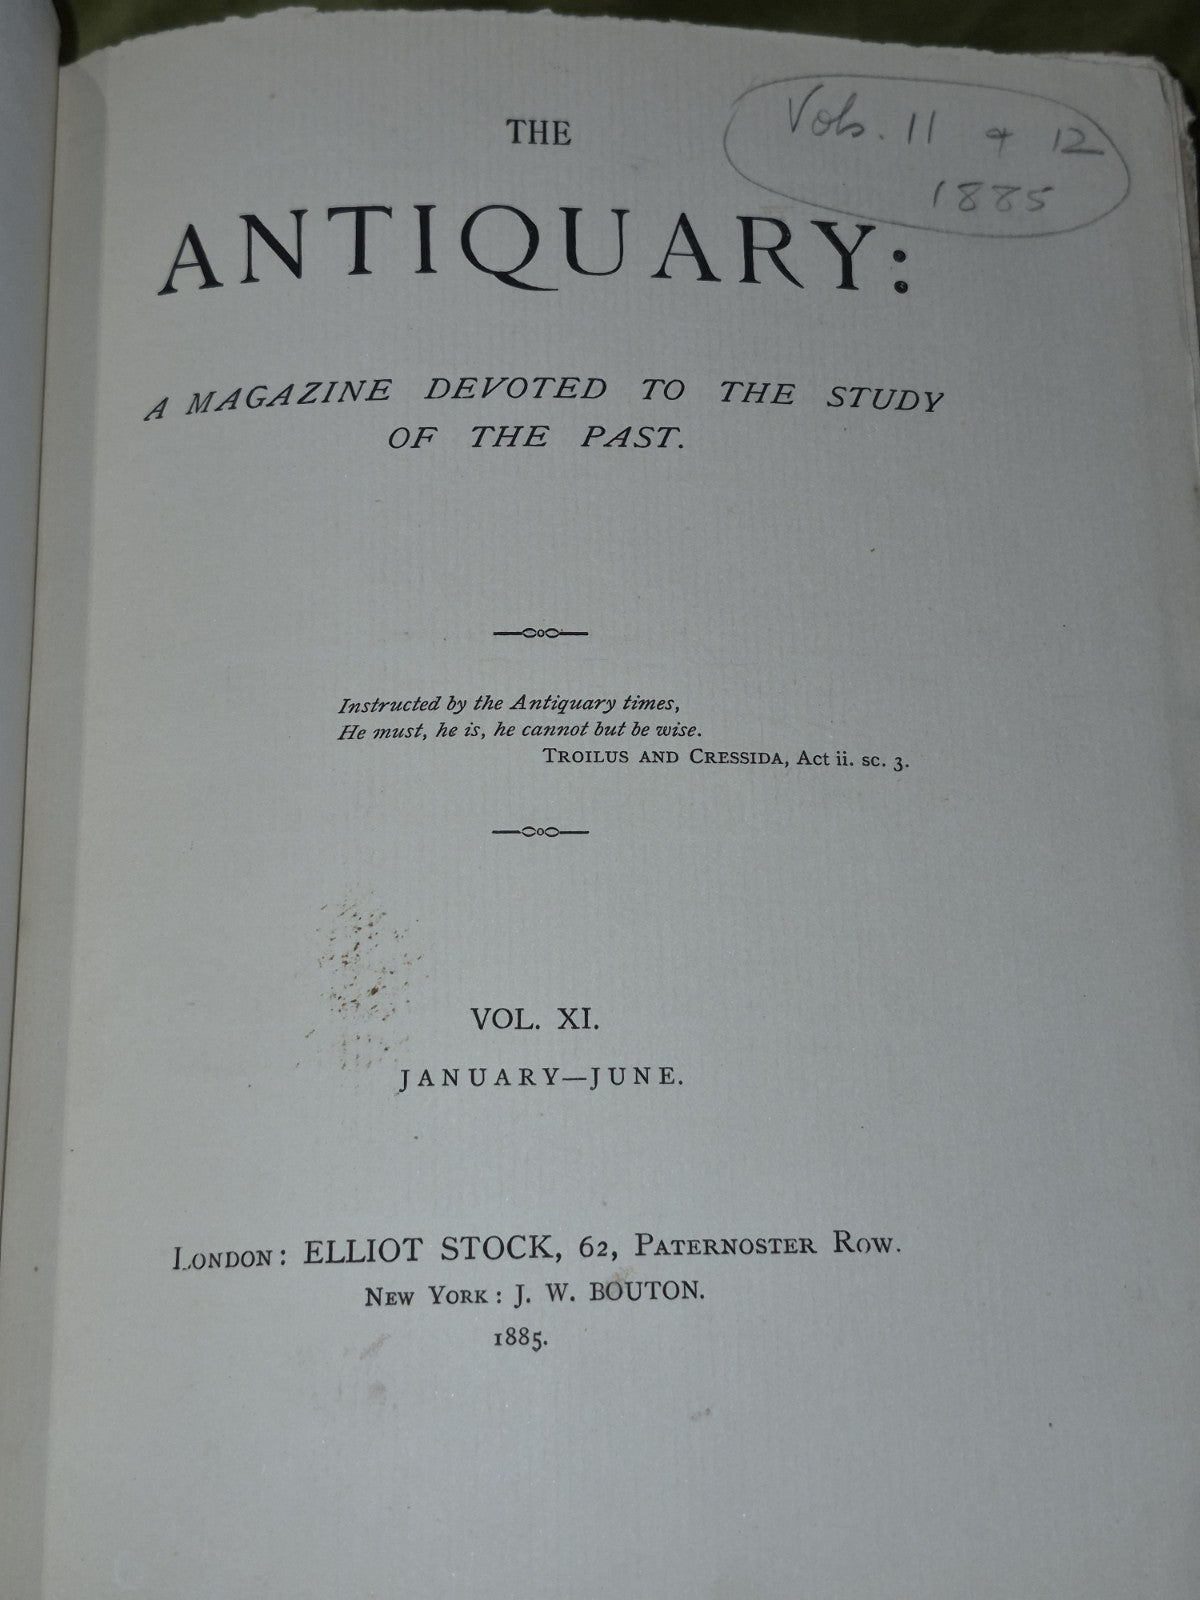 THE
Vols. 11 & 12
1885
ANTIQUARY:
A MAGAZINE DEVOTED TO THE STUDY
OF THE PAST.
Instructed by the Antiquary times,
He must, he is, he cannot but be wise.
TROILUS AND CRESSIDA, Act ii. sc. 3.
VOL. XI.
JANUARY—JUNE.
LONDON: ELLIOT STOCK, 62, PATERNOSTER ROW.
NEW YORK: J. W. BOUTON.
1885.